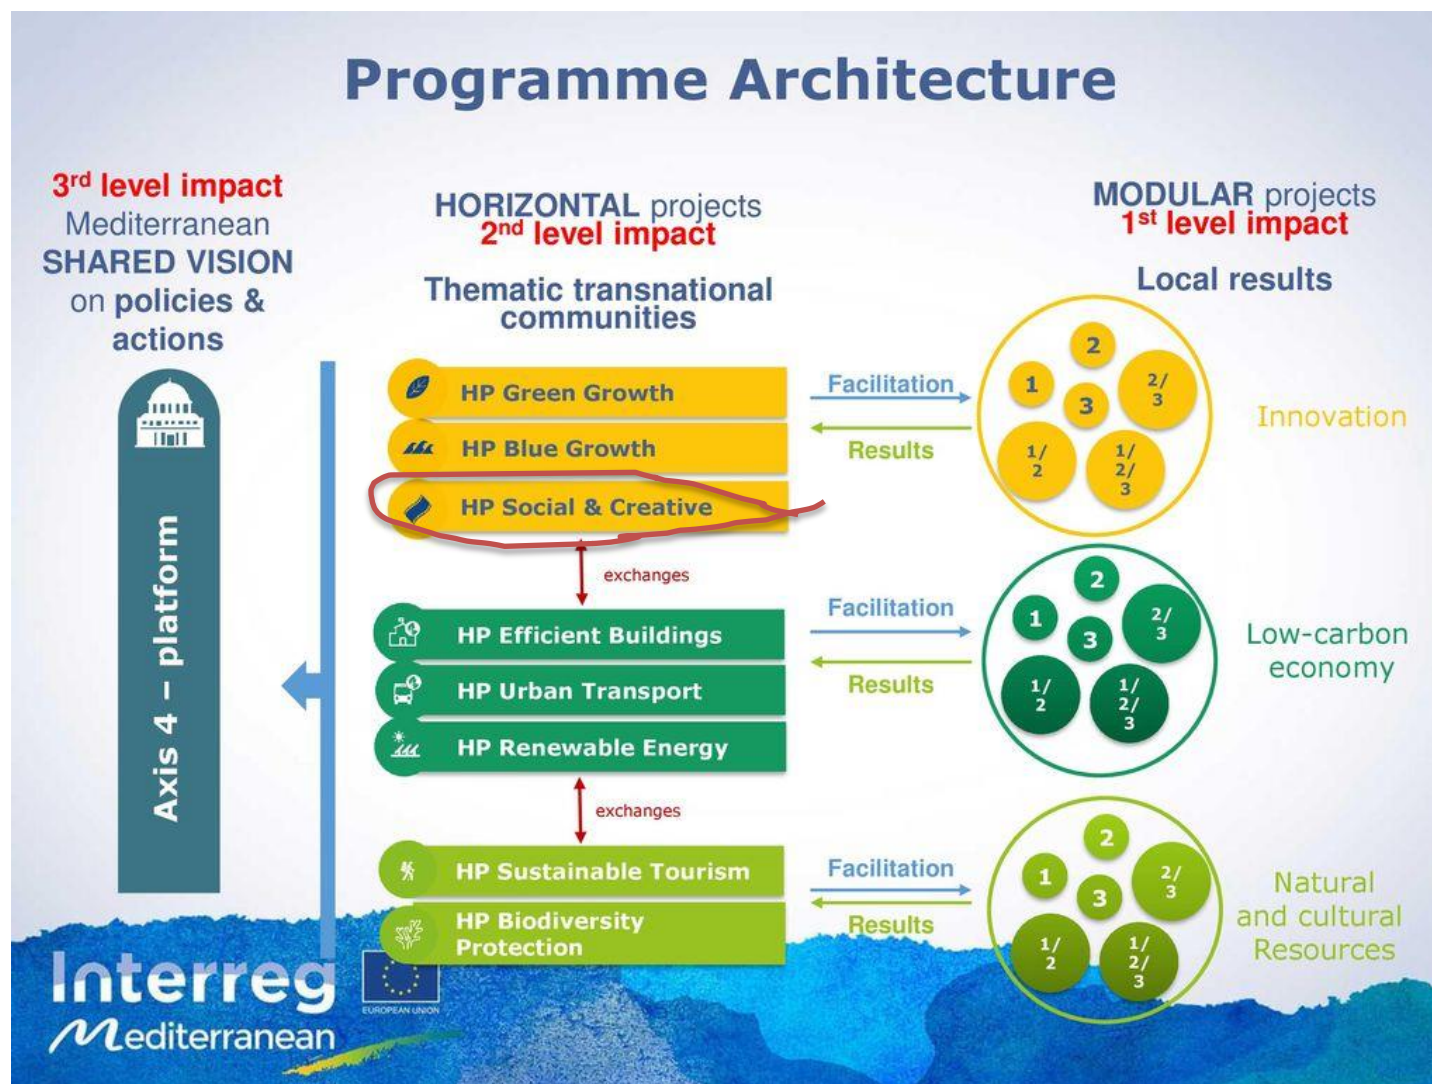 Programme Architecture
3rd level impact
Mediterranean
SHARED VISION
on policies &
actions
Axis 4 – platform
HORIZONTAL projects
2nd level impact
Thematic transnational
communities
HP Green Growth
HP Blue Growth
HP Social & Creative
exchanges
HP Efficient Buildings
HP Urban Transport
HP Renewable Energy
exchanges
HP Sustainable Tourism
HP Biodiversity
Protection
Facilitation
Results
Facilitation
Results
Facilitation
Results
MODULAR projects
1st level impact
Local results
2
1
3
2/
3
1/
2
1/
2/
3
Innovation
2
1
3
2/
3
1/
2
1/
2/
3
Low-carbon
economy
2
1
3
2/
3
1/
2
1/
2/
3
Natural
and cultural
Resources
Interreg
Mediterranean
EUROPEAN UNION